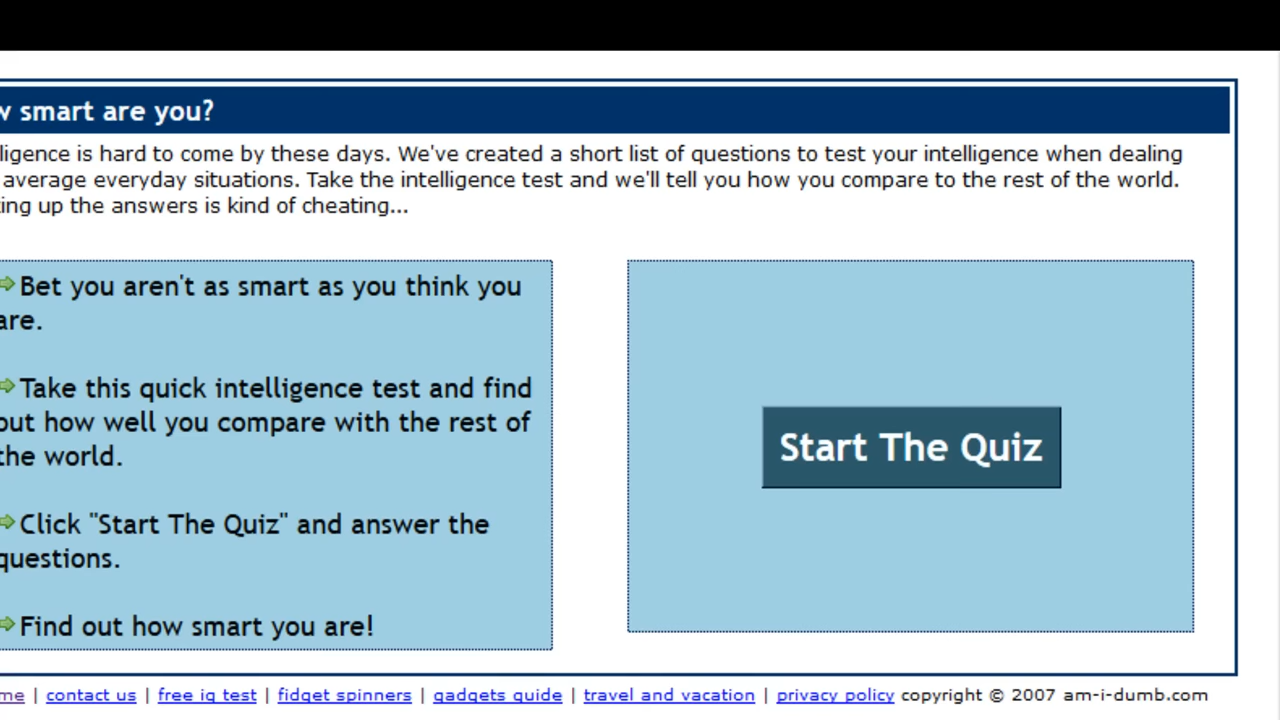 w smart are you?
lligence is hard to come by these days. We've created a short list of questions to test your intelligence when dealing
average everyday situations. Take the intelligence test and we'll tell you how you compare to the rest of the world.
ing up the answers is kind of cheating...
Bet you aren't as smart as you think you
are.
Take this quick intelligence test and find
out how well you compare with the rest of
the world.
Click "Start The Quiz" and answer the
questions.
Find out how smart you are!
Start The Quiz
me | contact us | free iq test | fidget spinners | gadgets guide | travel and vacation | privacy policy copyright © 2007 am-i-dumb.com